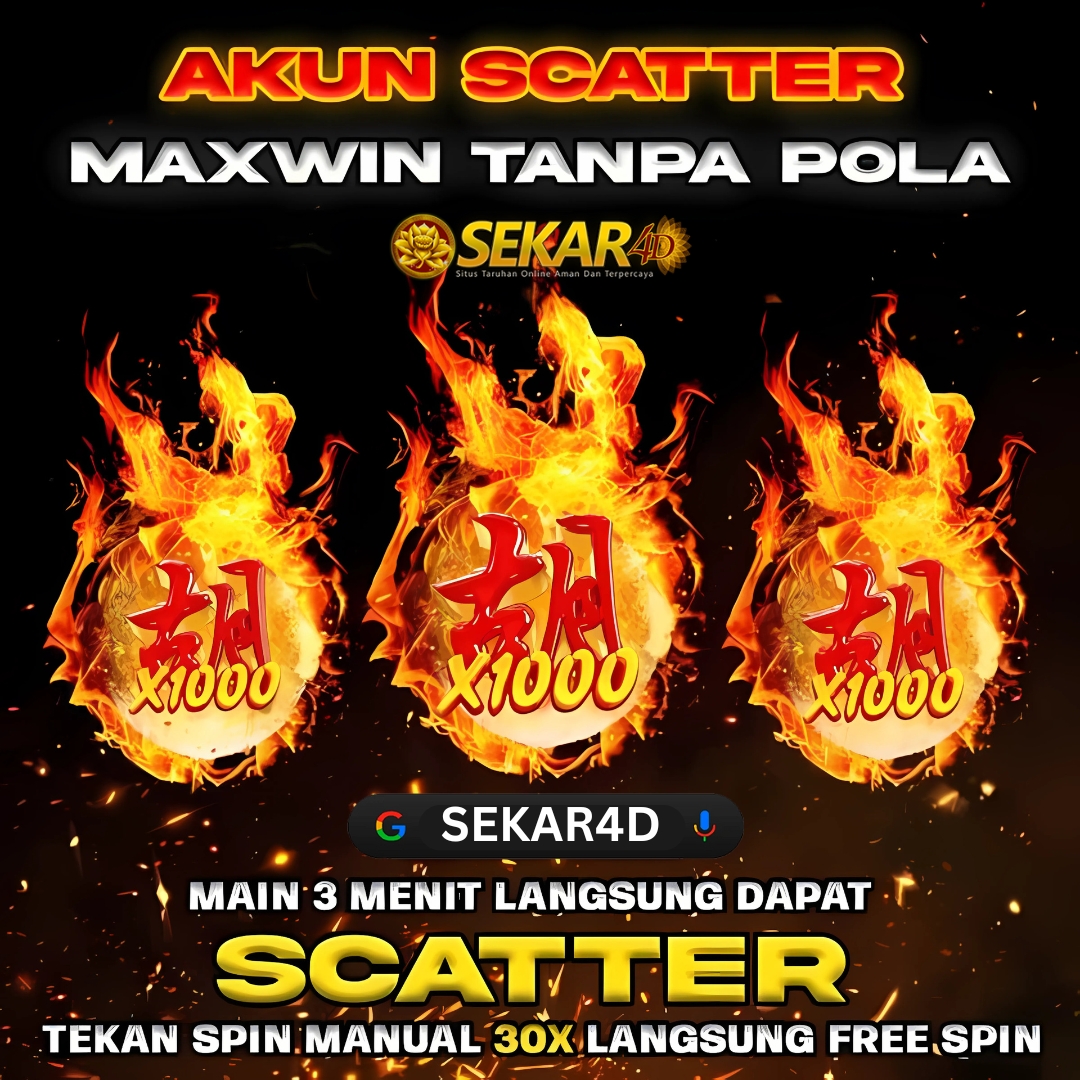 AKUN SCATTER
MAXWIN TANPA POLA
SEKAR4D
Situs Taruhan Online Aman Dan Terpercaya
胡 胡 胡
X1000 X1000 X1000
SEKAR4D
MAIN 3 MENIT LANGSUNG DAPAT
SCATTER
TEKAN SPIN MANUAL 30X LANGSUNG FREE SPIN